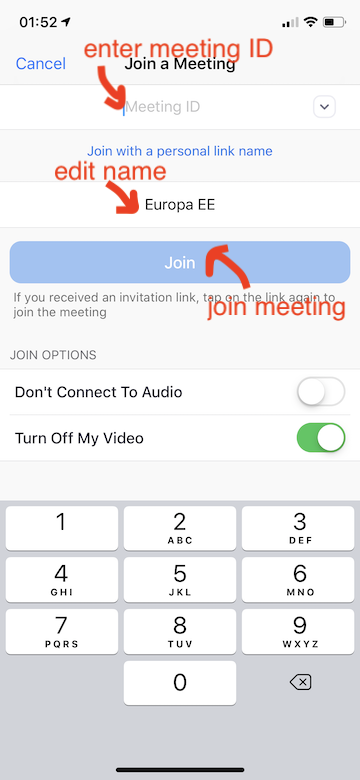 01:52
enter meeting ID
Cancel
Join a Meeting
Meeting ID
Join with a personal link name
edit name
Europa EE
Join
If you received an invitation link, tap on the link again to
join the meeting
join meeting
JOIN OPTIONS
Don't Connect To Audio
Turn Off My Video
1
2
ABC
3
DEF
4
GHI
5
JKL
6
MNO
7
PQRS
8
TUV
9
WXYZ
0